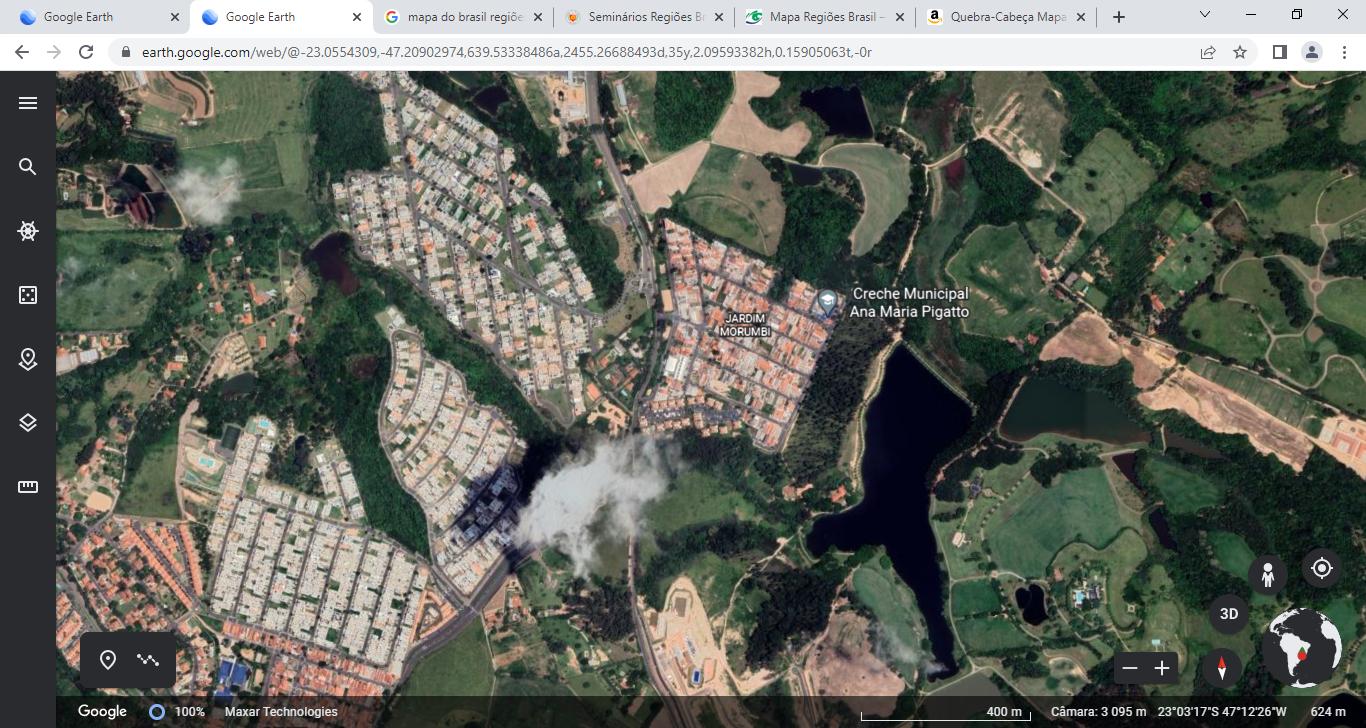 Google Earth
Google Earth
mapa do brasil regiõe
Seminários Regiões Br
Mapa Regiões Brasil –
Quebra-Cabeça Mapa
earth.google.com/web/@-23.0554309,-47.20902974,639.53338486a,2455.26688493d,35y,2.09593382h,0.15905063t,-0r
Creche Municipal
Ana Maria Pigatto
JARDIM
MORUMBI
3D
Google
100%
Maxar Technologies
400 m
Câmara: 3 095 m
23°03'17"S 47°12'26"W
624 m